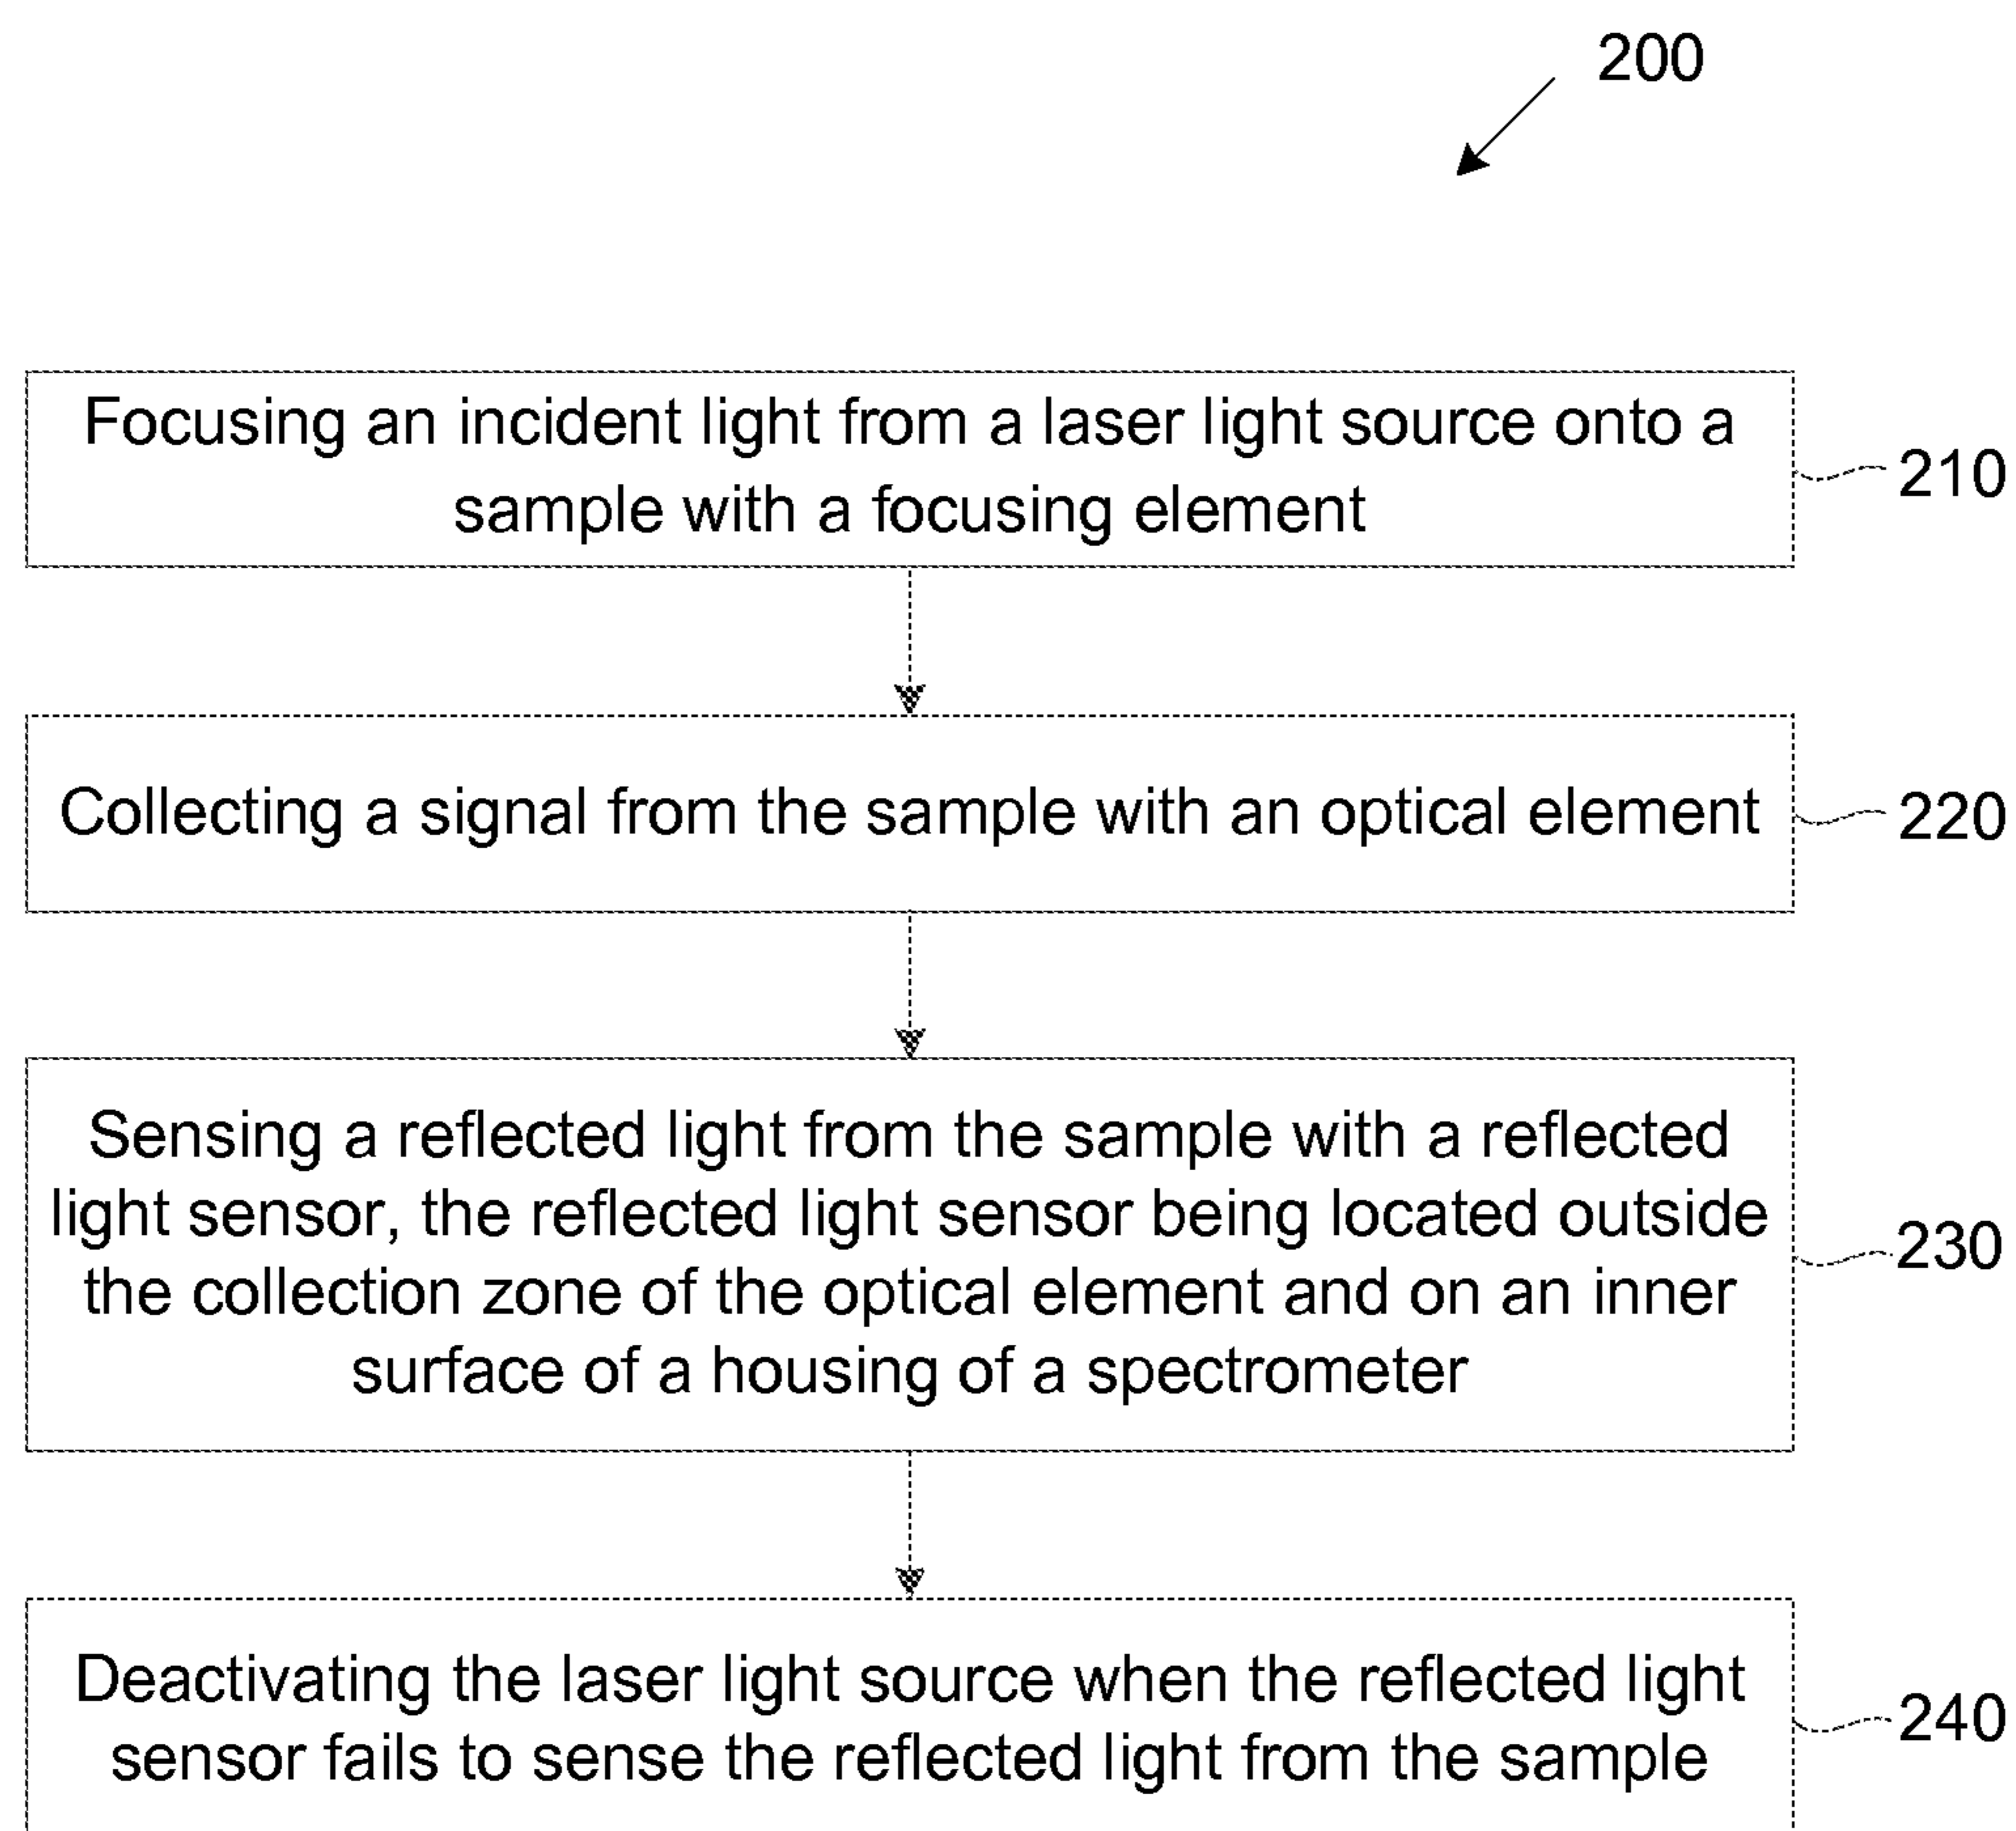 200
Focusing an incident light from a laser light source onto a
sample with a focusing element
210
Collecting a signal from the sample with an optical element
220
Sensing a reflected light from the sample with a reflected
light sensor, the reflected light sensor being located outside
the collection zone of the optical element and on an inner
surface of a housing of a spectrometer
230
Deactivating the laser light source when the reflected light
sensor fails to sense the reflected light from the sample
240